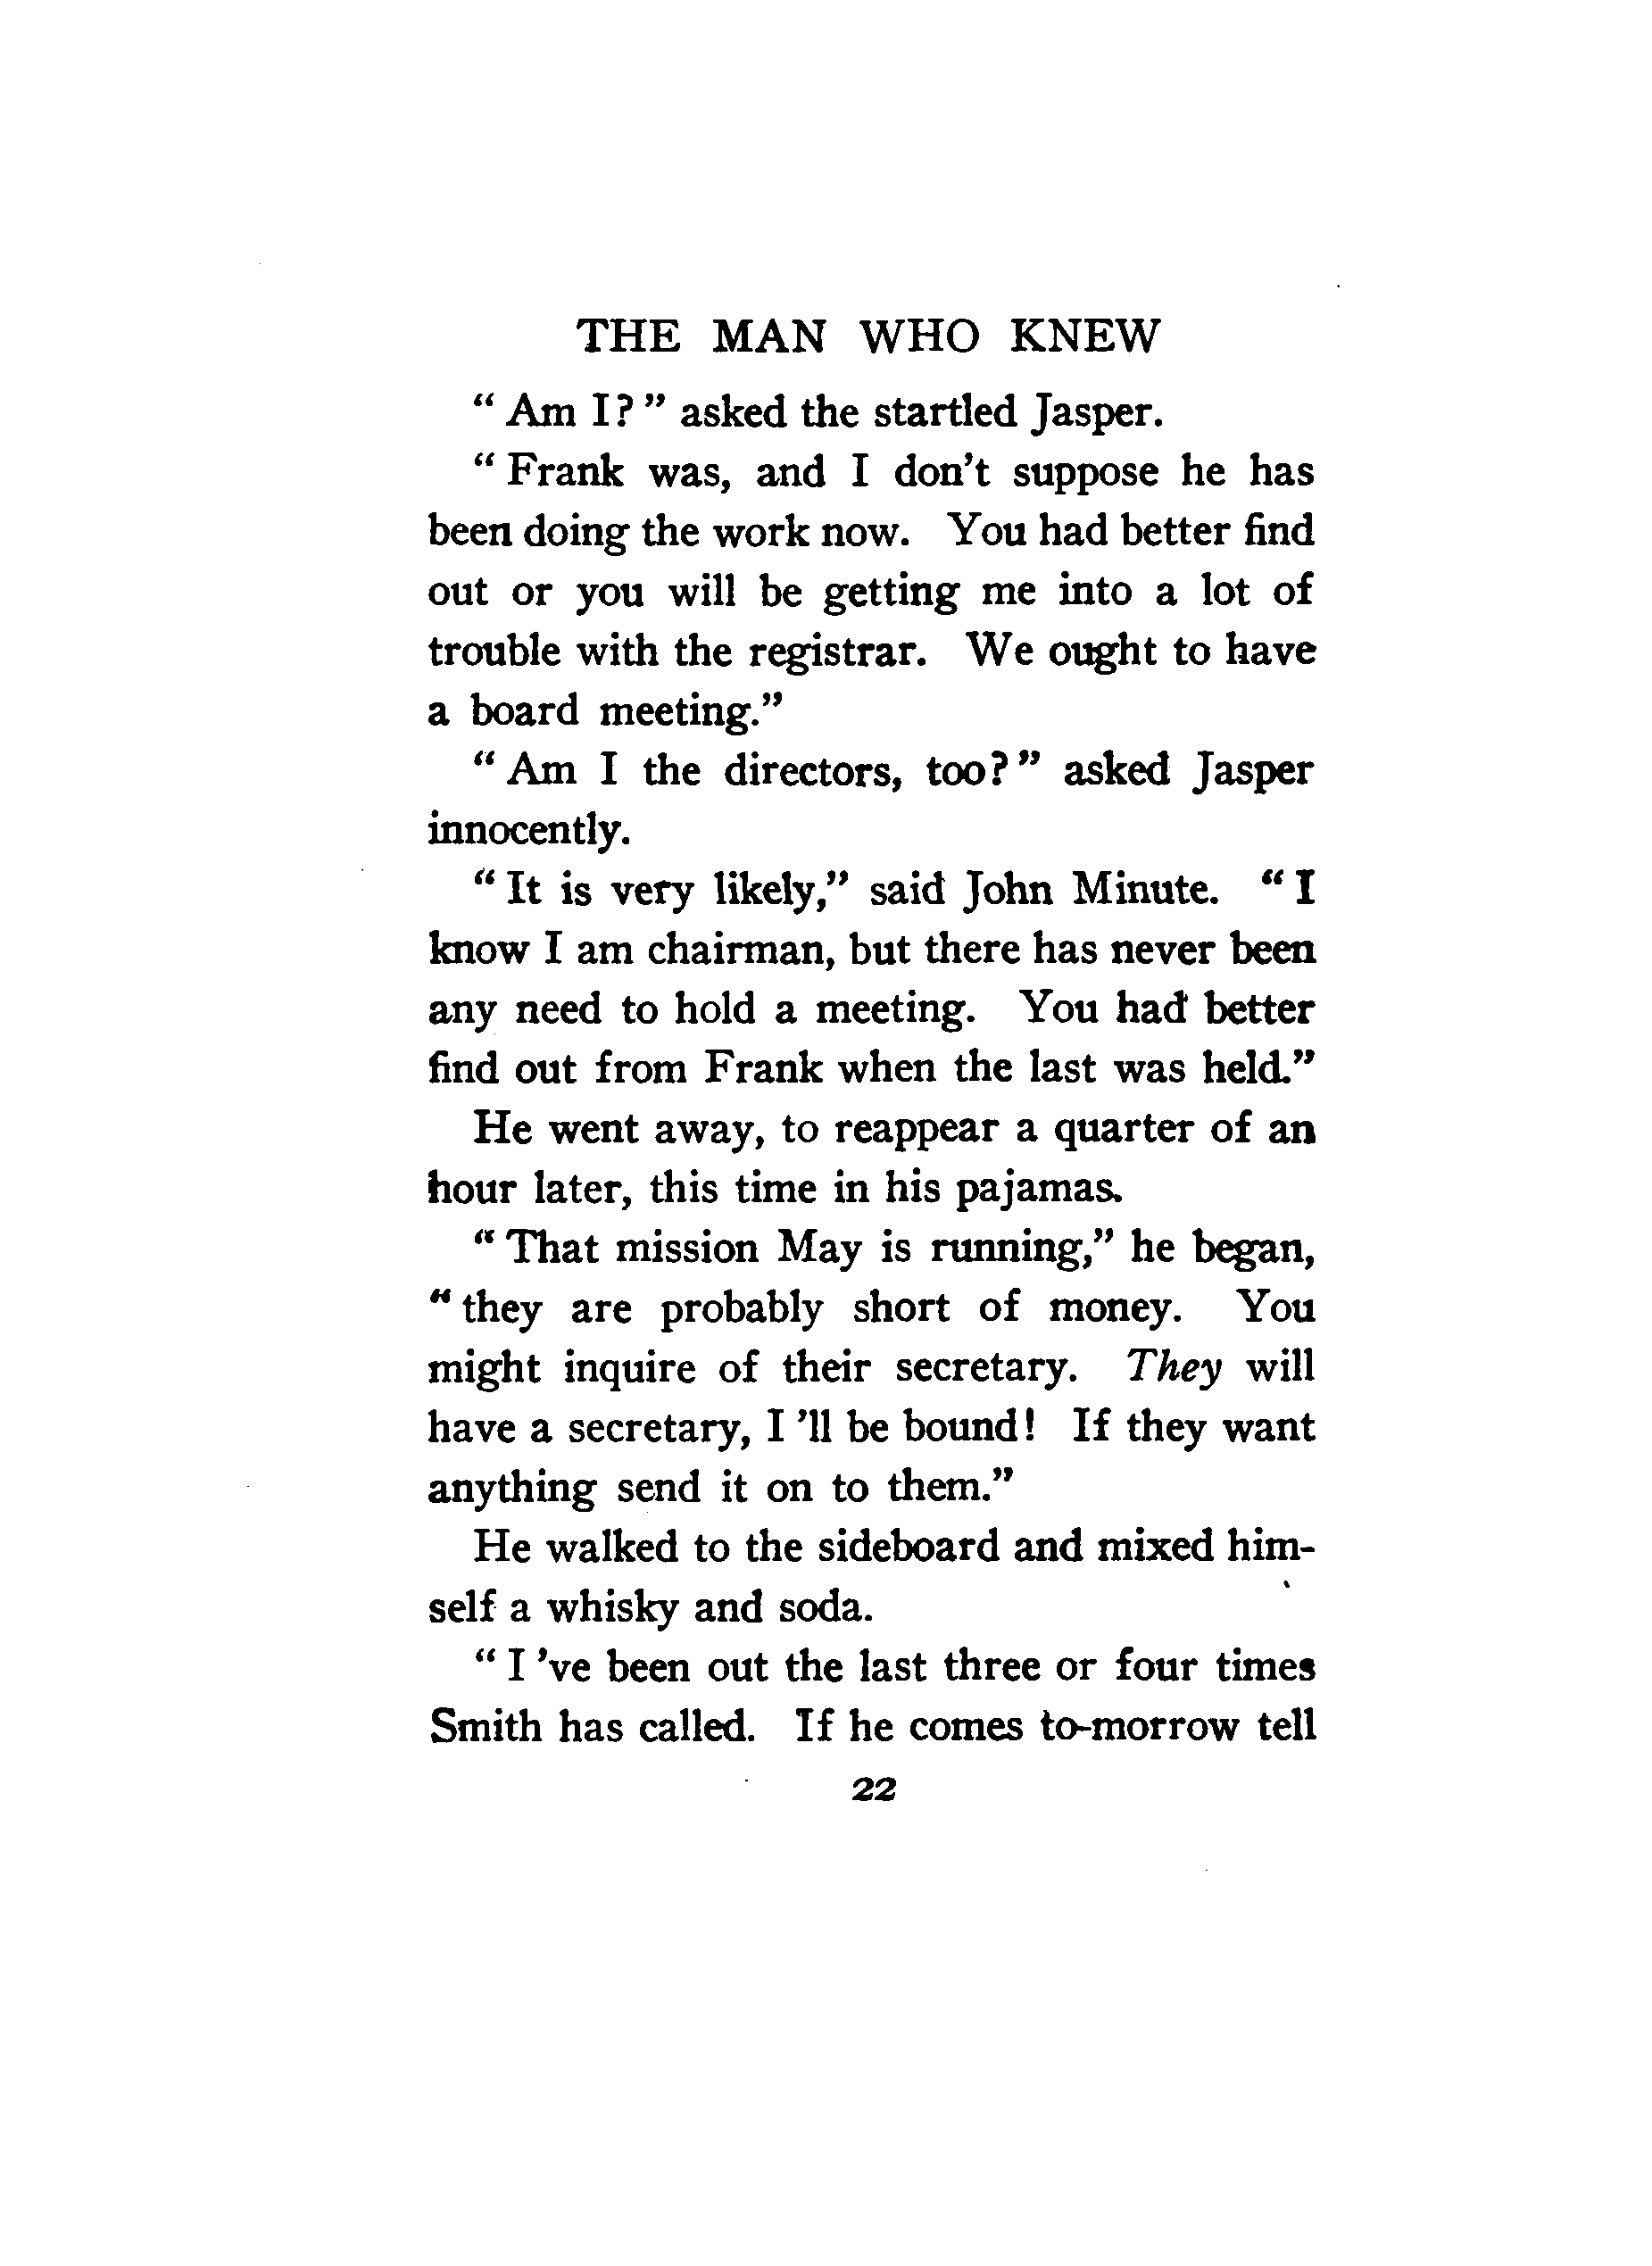 THE MAN WHO KNEW
“ Am I? ” asked the startled Jasper.
“ Frank was, and I don’t suppose he has
been doing the work now. You had better find
out or you will be getting me into a lot of
trouble with the registrar. We ought to have
a board meeting.”
“ Am I the directors, too? ” asked Jasper
innocently.
“ It is very likely,” said John Minute. “ I
know I am chairman, but there has never been
any need to hold a meeting. You had better
find out from Frank when the last was held.”
He went away, to reappear a quarter of an
hour later, this time in his pajamas.
“ That mission May is running,” he began,
“ they are probably short of money. You
might inquire of their secretary. They will
have a secretary, I ’ll be bound! If they want
anything send it on to them.”
He walked to the sideboard and mixed him-
self a whisky and soda.
“ I ’ve been out the last three or four times
Smith has called. If he comes to-morrow tell
22